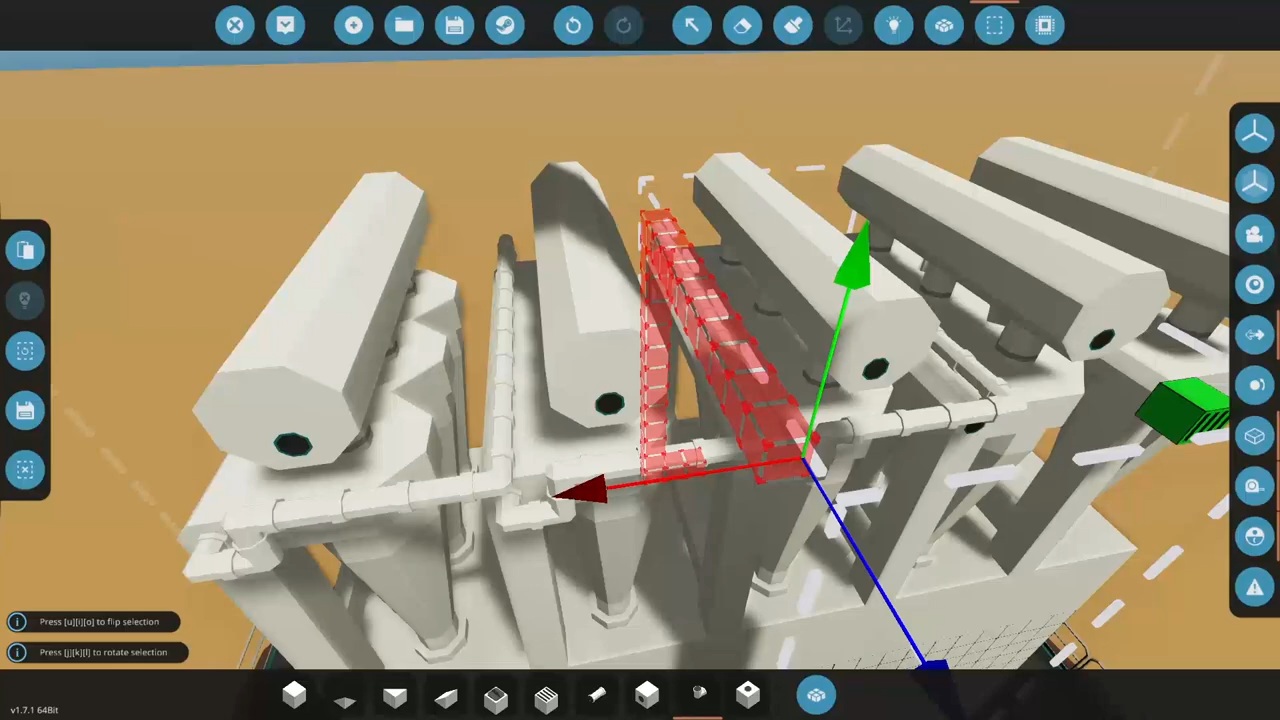 Press [u][i][o] to flip selection
Press [j][k][l] to rotate selection
v1.7.1 64Bit